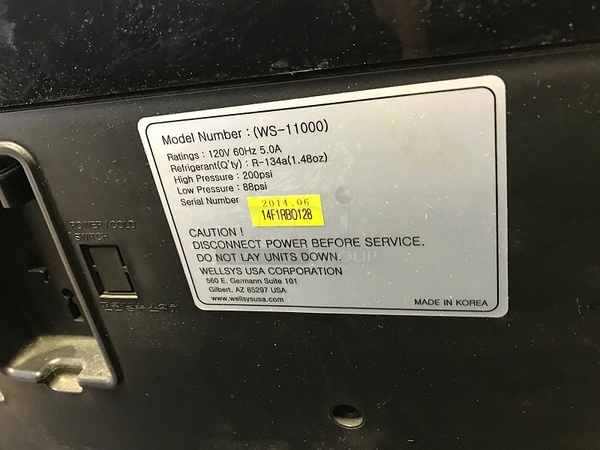 Model Number : (WS-11000)
Ratings : 120V 60Hz 5.0A
Refrigerant(Q'ty) : R-134a(1.48oz)
High Pressure : 200psi
Low Pressure : 88psi
Serial Number
2014.06
14F1RB0128
CAUTION !
DISCONNECT POWER BEFORE SERVICE.
DO NOT LAY UNITS DOWN.
WELLSYS USA CORPORATION
560 E. Germann Suite 101
Gilbert, AZ 85297 USA
www.wellsysusa.com
MADE IN KOREA
POWER / COLD
SWITCH